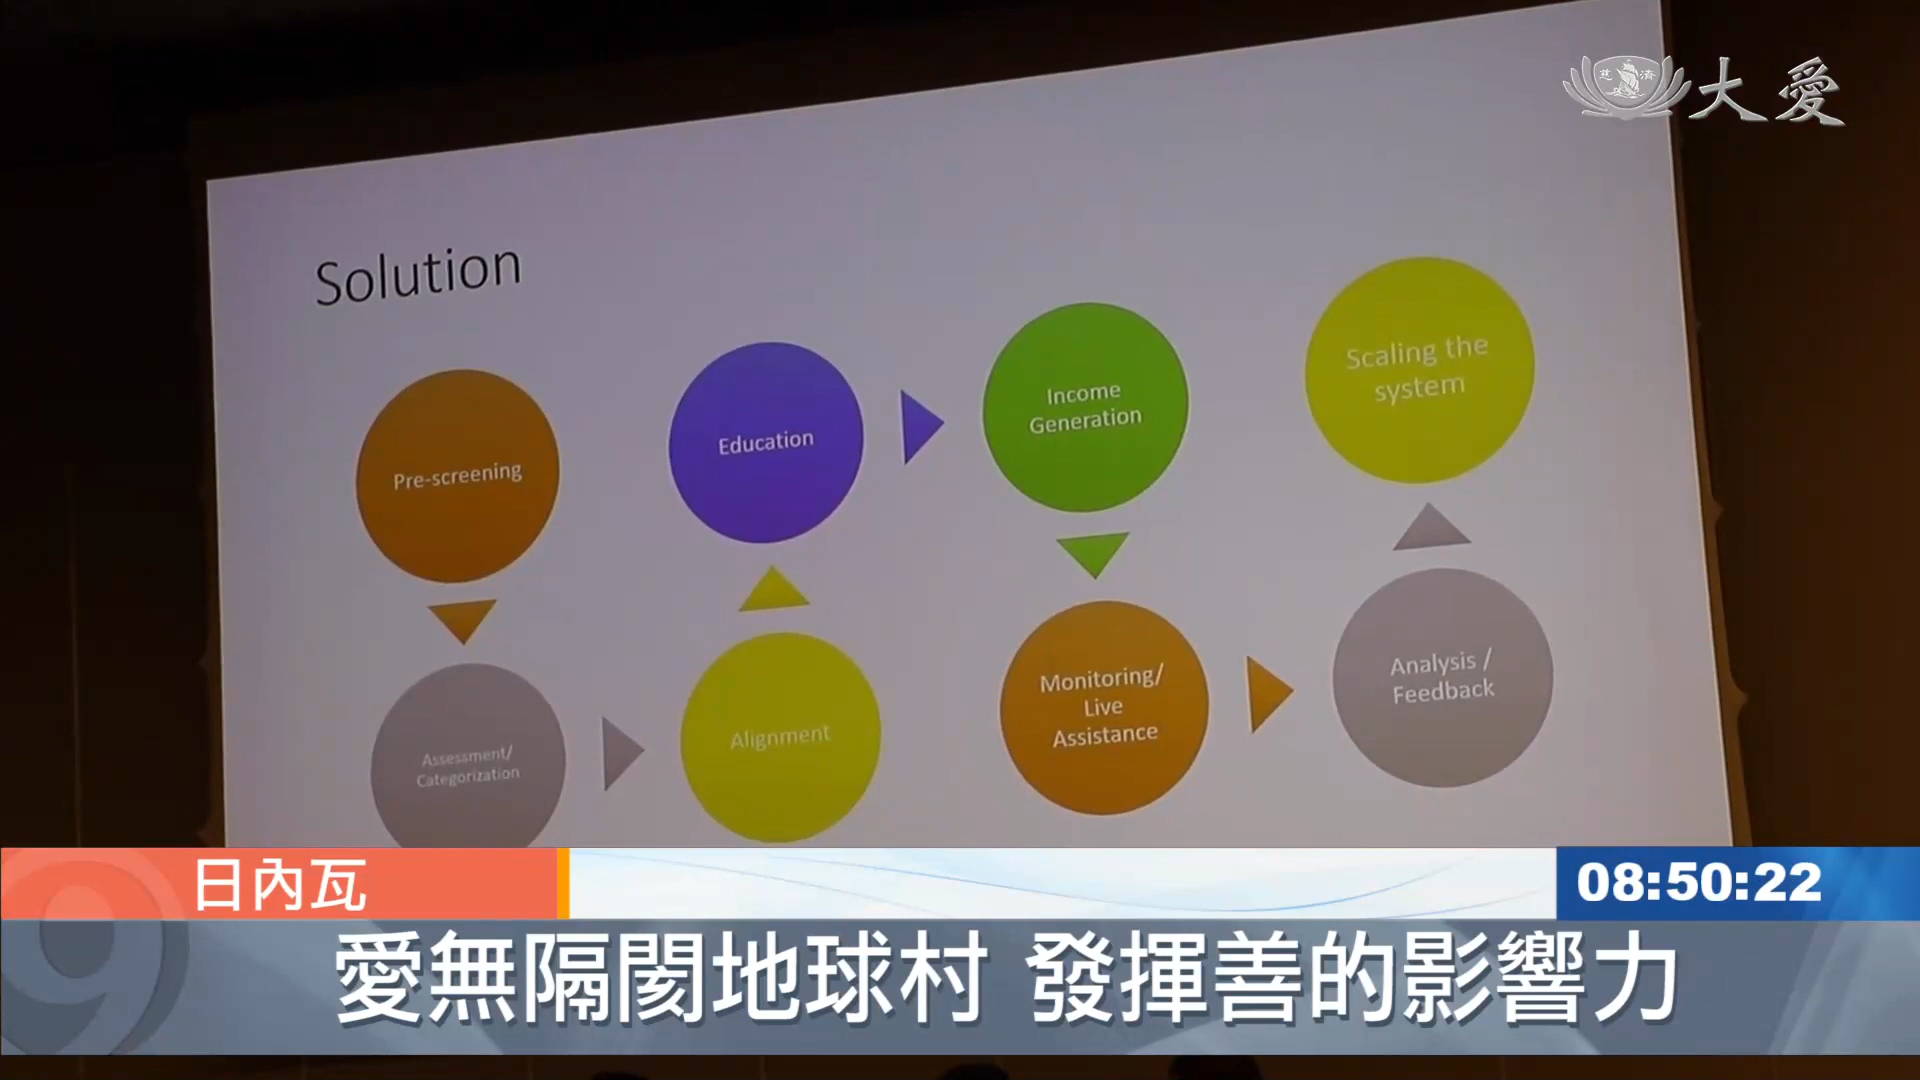 慈 濟
大愛
Solution
Pre-screening
Assessment/
Categorization
Alignment
Education
Income
Generation
Monitoring/
Live
Assistance
Analysis /
Feedback
Scaling the
system
日內瓦
08:50:22
愛無隔閡地球村 發揮善的影響力